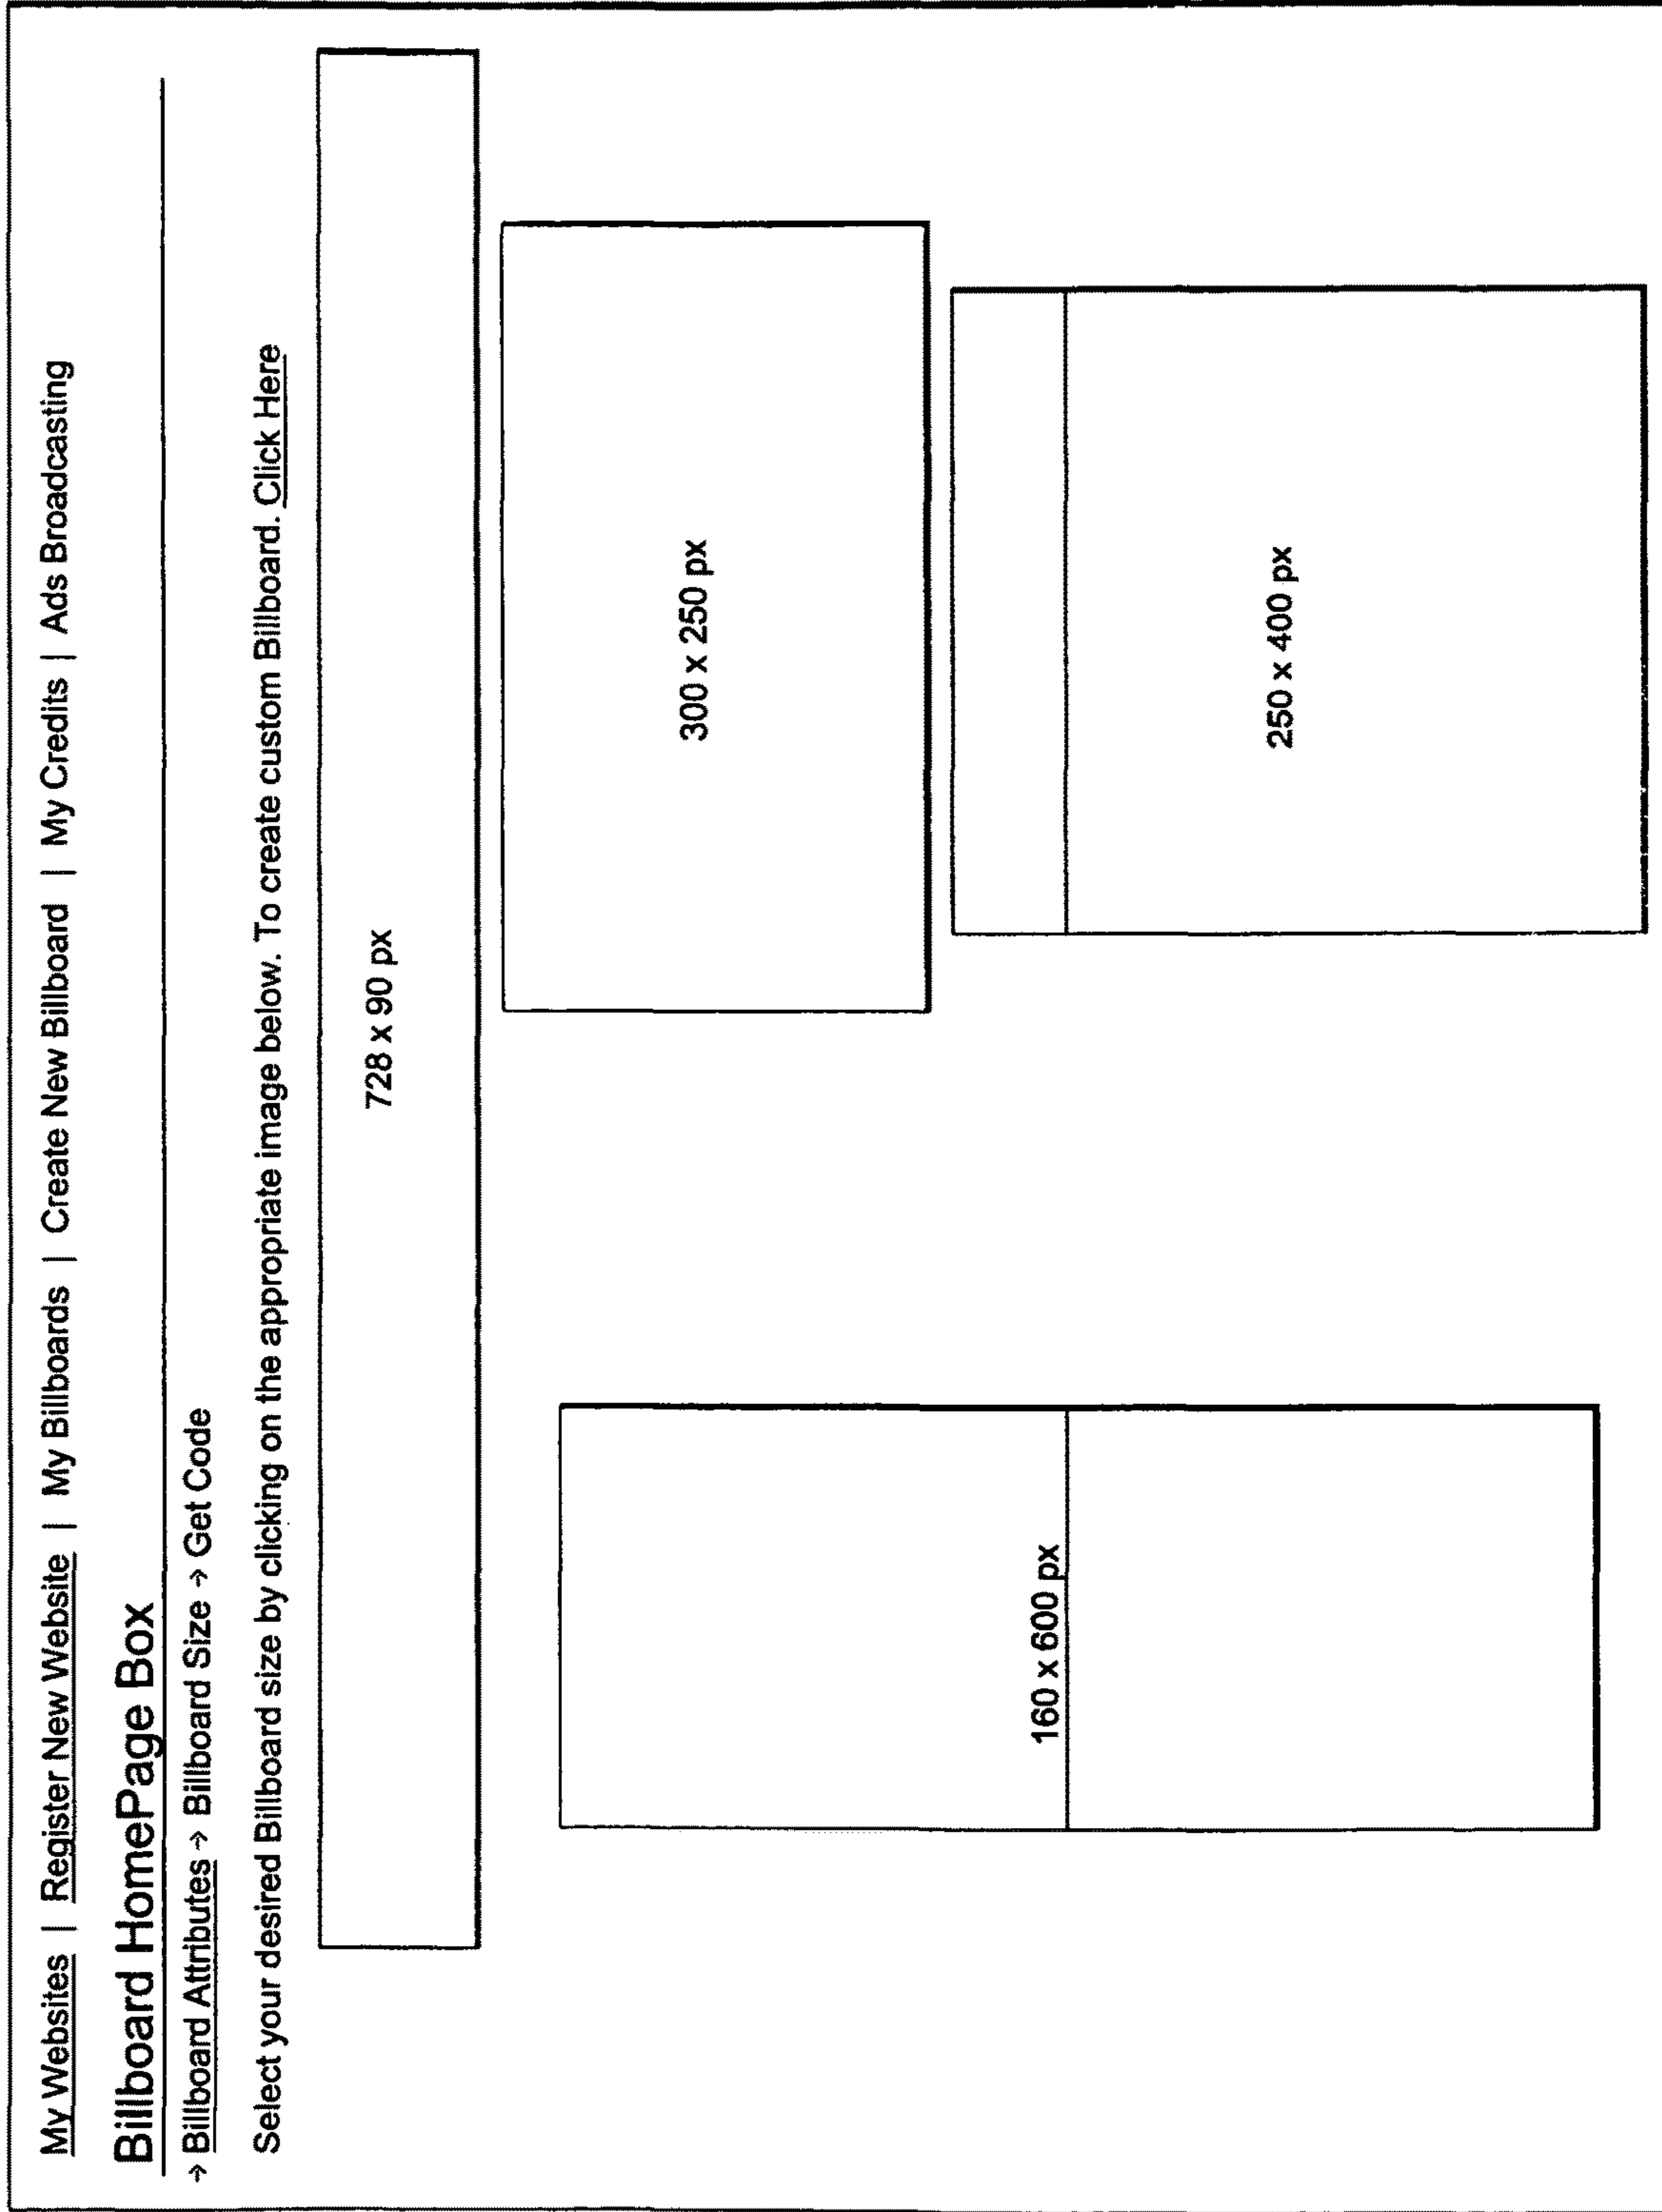 My Websites | Register New Website | My Billboards | Create New Billboard | My Credits | Ads Broadcasting
Billboard HomePage Box
→ Billboard Attributes → Billboard Size → Get Code
Select your desired Billboard size by clicking on the appropriate image below. To create custom Billboard. Click Here
728 x 90 px
300 x 250 px
160 x 600 px
250 x 400 px